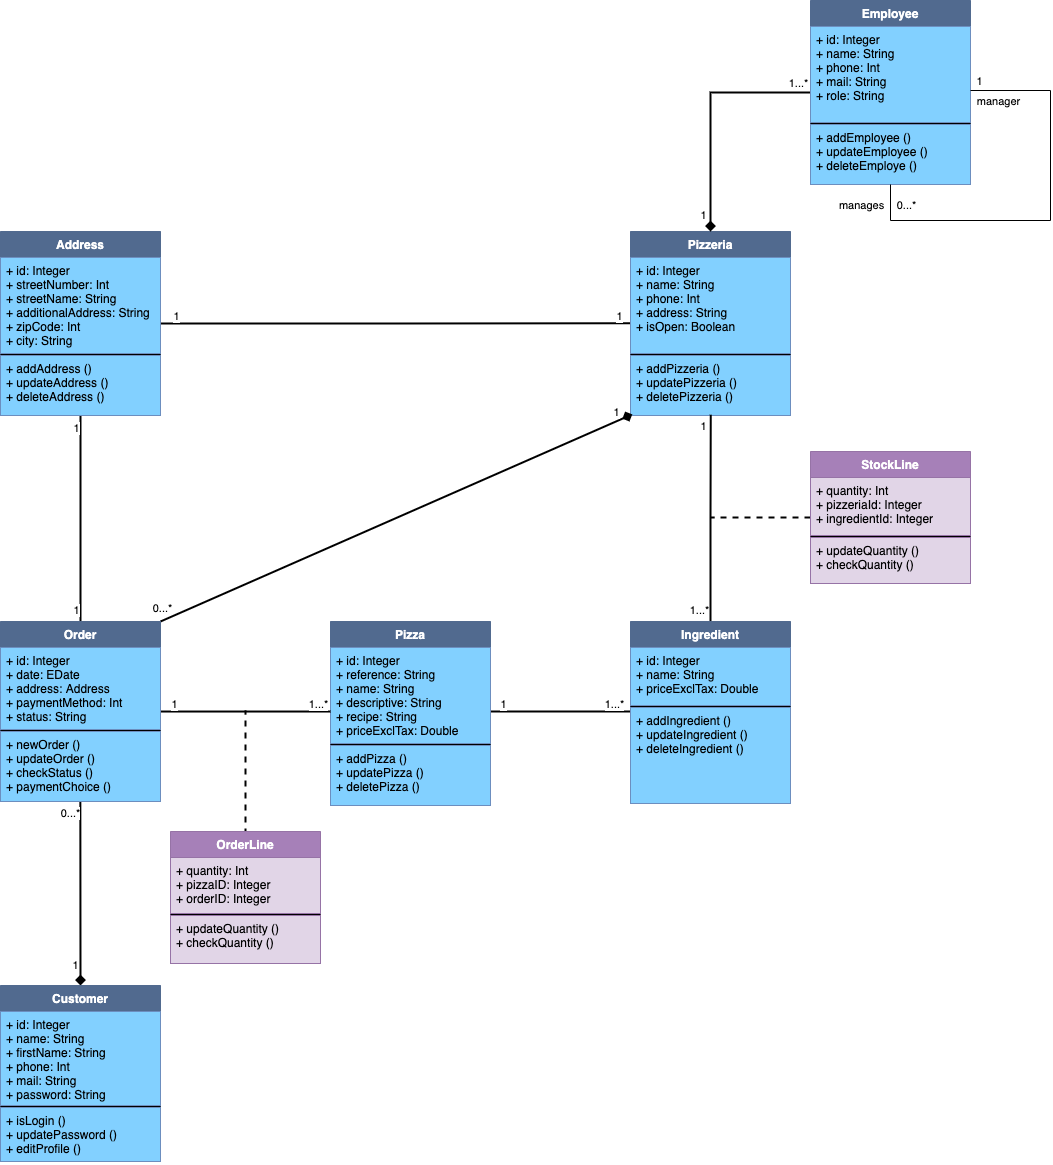 Employee
+ id: Integer
+ name: String
+ phone: Int
+ mail: String
+ role: String
+ addEmployee ()
+ updateEmployee ()
+ deleteEmploye ()
1...*
1
manager
manages
0...*
1
Address
+ id: Integer
+ streetNumber: Int
+ streetName: String
+ additionalAddress: String
+ zipCode: Int
+ city: String
+ addAddress ()
+ updateAddress ()
+ deleteAddress ()
1
1
Pizzeria
+ id: Integer
+ name: String
+ phone: Int
+ address: String
+ isOpen: Boolean
+ addPizzeria ()
+ updatePizzeria ()
+ deletePizzeria ()
1
1
1
StockLine
+ quantity: Int
+ pizzeriaId: Integer
+ ingredientId: Integer
+ updateQuantity ()
+ checkQuantity ()
1
0...*
1...*
Order
+ id: Integer
+ date: EDate
+ address: Address
+ paymentMethod: Int
+ status: String
+ newOrder ()
+ updateOrder ()
+ checkStatus ()
+ paymentChoice ()
1
1...*
Pizza
+ id: Integer
+ reference: String
+ name: String
+ descriptive: String
+ recipe: String
+ priceExclTax: Double
+ addPizza ()
+ updatePizza ()
+ deletePizza ()
1
1...*
Ingredient
+ id: Integer
+ name: String
+ priceExclTax: Double
+ addIngredient ()
+ updateIngredient ()
+ deleteIngredient ()
0...*
OrderLine
+ quantity: Int
+ pizzaID: Integer
+ orderID: Integer
+ updateQuantity ()
+ checkQuantity ()
1
Customer
+ id: Integer
+ name: String
+ firstName: String
+ phone: Int
+ mail: String
+ password: String
+ isLogin ()
+ updatePassword ()
+ editProfile ()